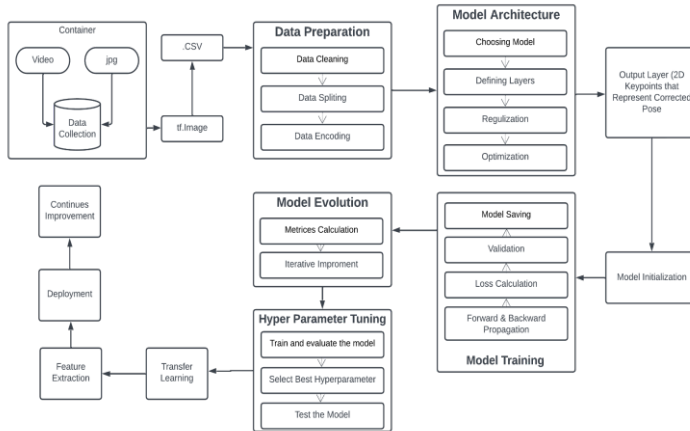 Container
Video
jpg
Data
Collection
.CSV
tf.Image
Data Preparation
Data Cleaning
Data Spliting
Data Encoding
Model Architecture
Choosing Model
Defining Layers
Regulization
Optimization
Output Layer (2D
Keypoints that
Represent Corrected
Pose
Model Initialization
Model Saving
Validation
Loss Calculation
Forward & Backward
Propagation
Model Training
Model Evolution
Metrices Calculation
Iterative Improment
Hyper Parameter Tuning
Train and evaluate the model
Select Best Hyperparameter
Test the Model
Transfer
Learning
Feature
Extraction
Deployment
Continues
Improvement